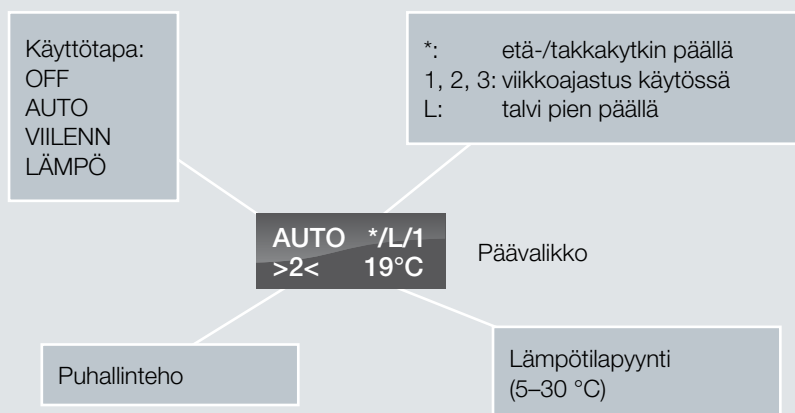 Käyttötapa:
OFF
AUTO
VIILENN
LÄMPÖ
*: etä-/takkakytkin päällä
1, 2, 3: viikkoajastus käytössä
L: talvi pien päällä
AUTO */L/1
>2< 19°C
Päävalikko
Puhallinteho
Lämpötilapyynti
(5–30 °C)